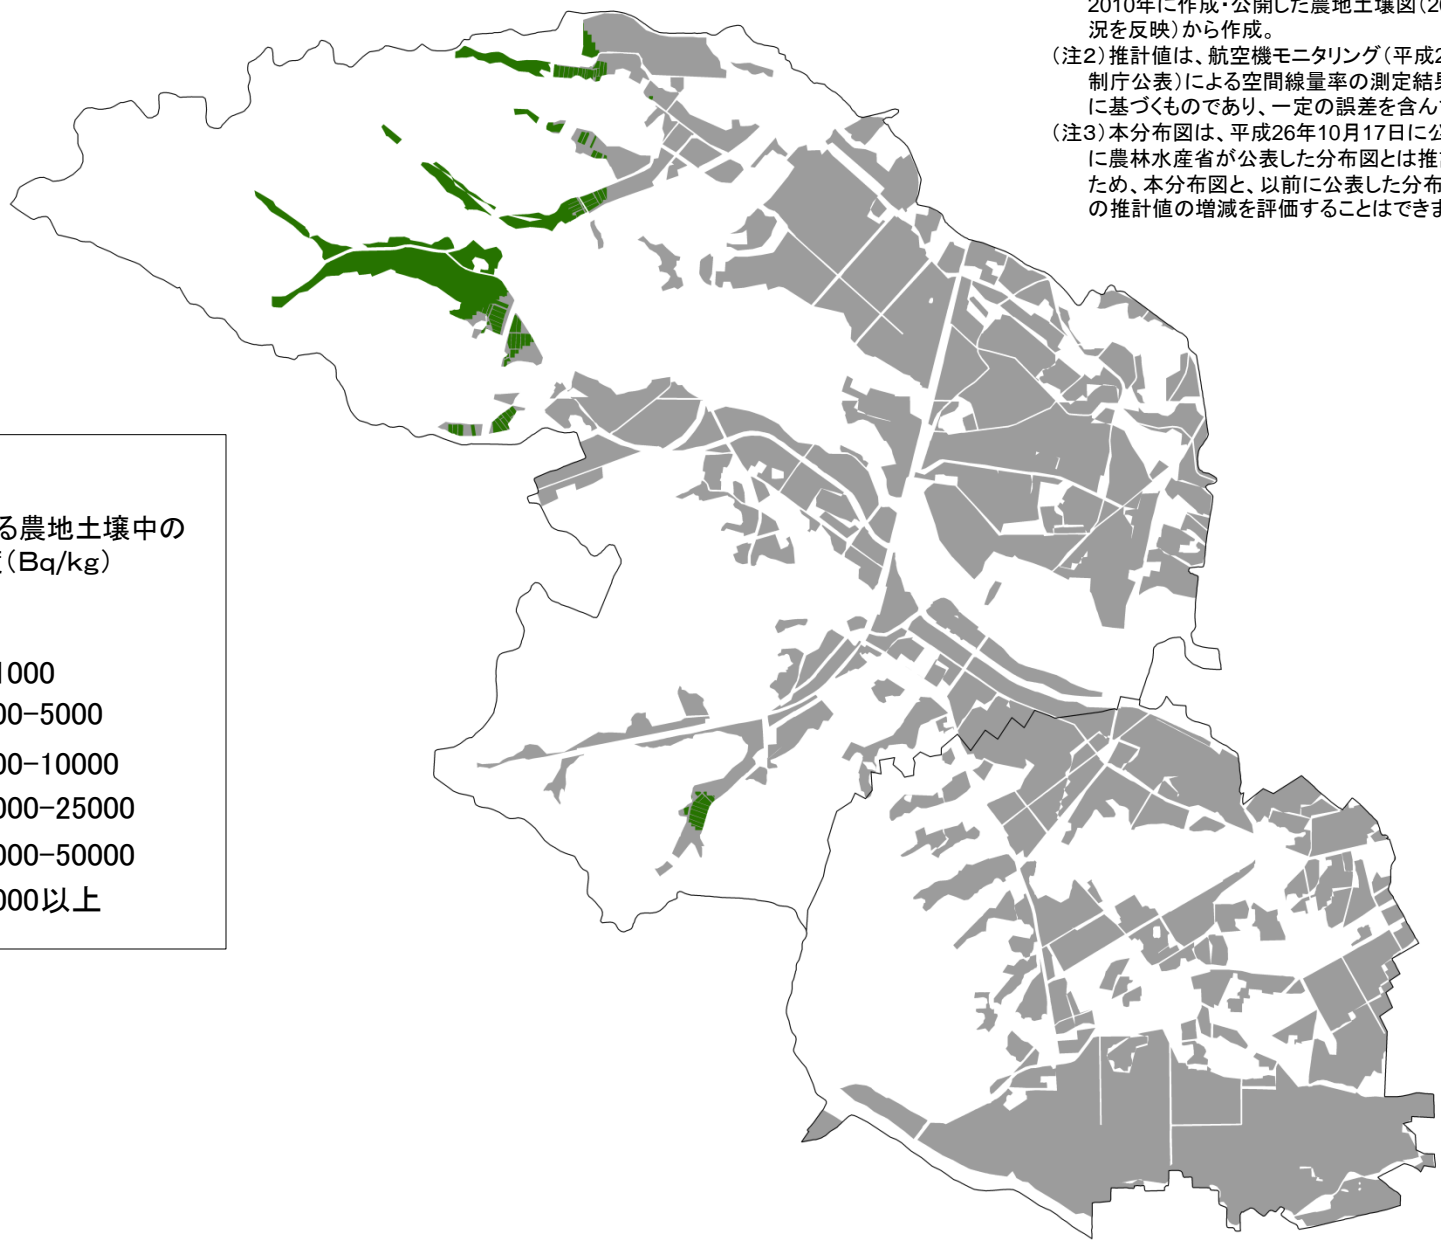 2010年に作成・公開した農地土壌図(2
況を反映)から作成。
(注2)推計値は、航空機モニタリング(平成2
制庁公表)による空間線量率の測定結果
に基づくものであり、一定の誤差を含ん
(注3)本分布図は、平成26年10月17日に公
に農林水産省が公表した分布図とは推
ため、本分布図と、以前に公表した分布
の推計値の増減を評価することはできま
る農地土壌中の
(Bq/kg)
1000
00-5000
00-10000
000-25000
000-50000
000以上